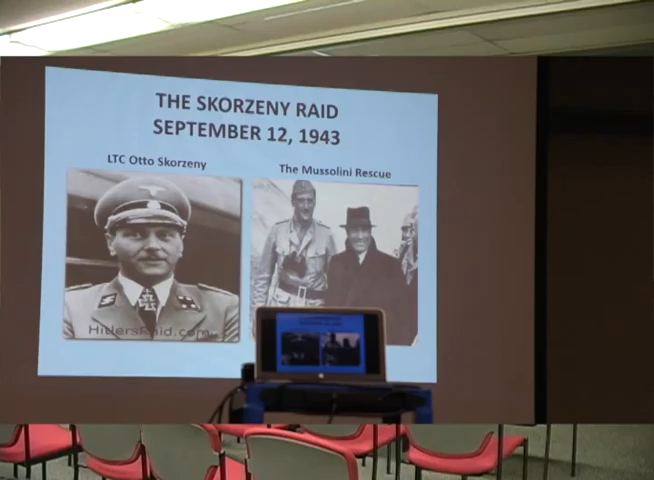 THE SKORZENY RAID
SEPTEMBER 12, 1943
LTC Otto Skorzeny
The Mussolini Rescue
HitlersRaid.com